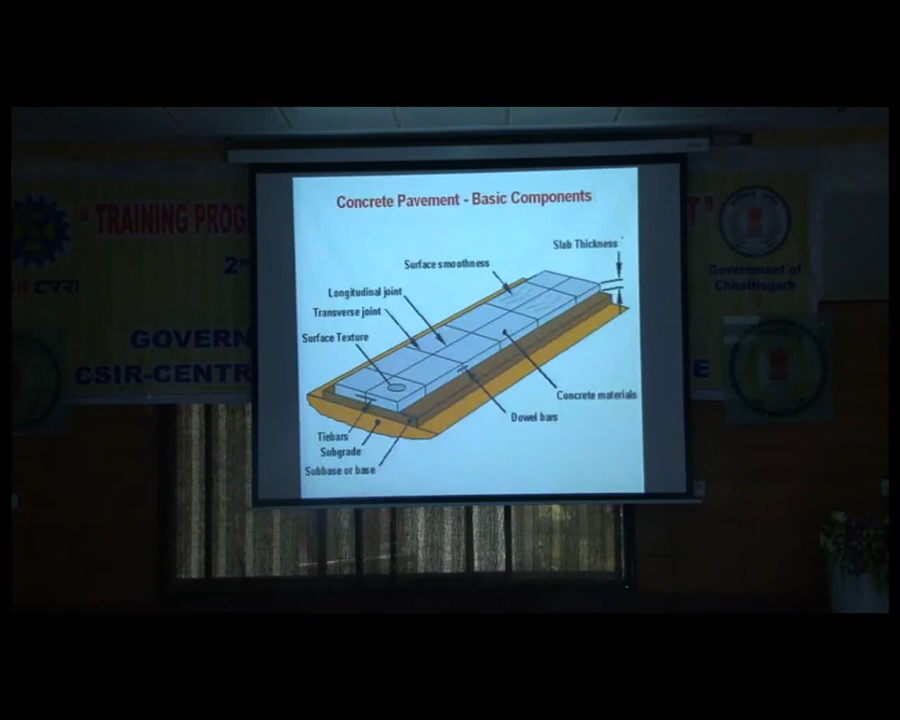 Concrete Pavement - Basic Components
Slab Thickness
Surface smoothness
Longitudinal joint
Transverse joint
Surface Texture
Concrete materials
Dowel bars
Tiebars
Subgrade
Subbase or base
" TRAINING PROG
"
2
Government of
Chhattisgarh
GOVERN
CSIR-CENTR
E